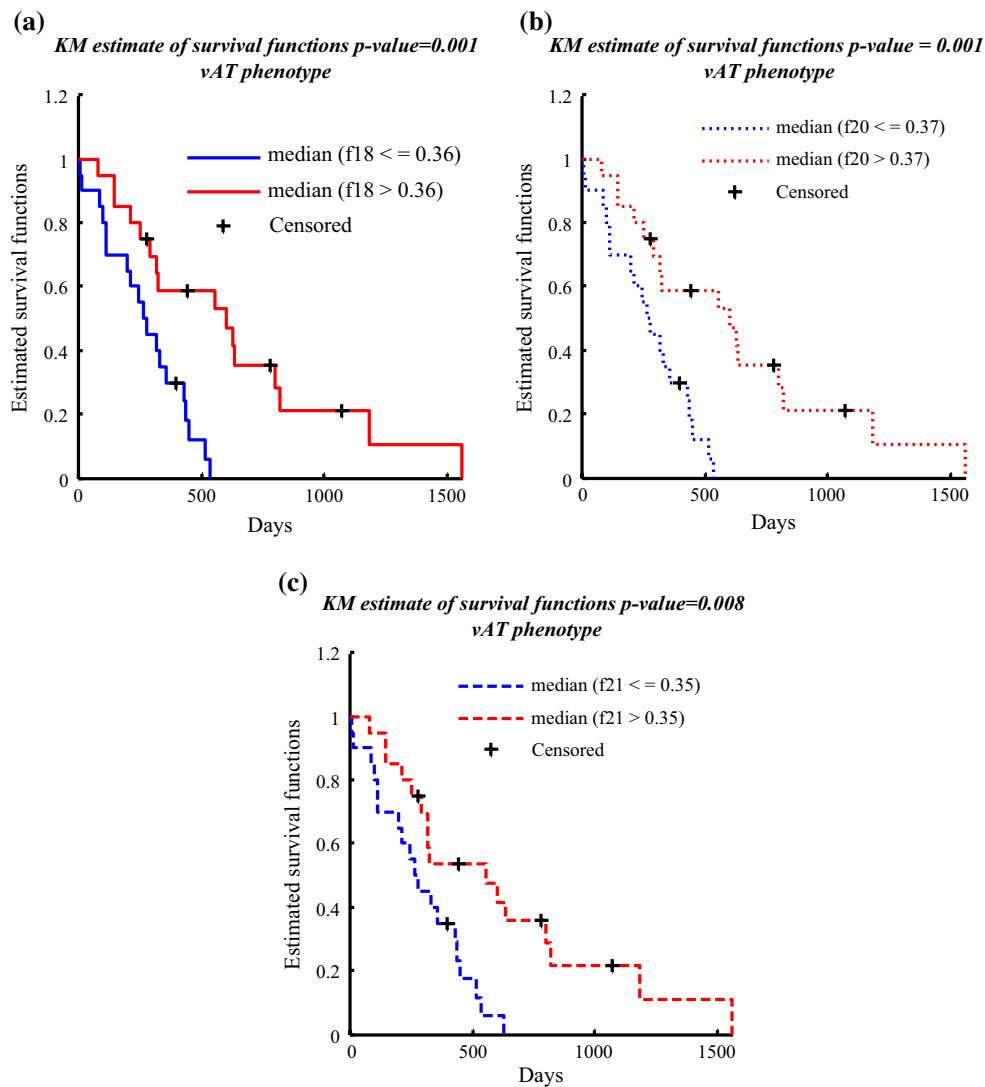 (a)
KM estimate of survival functions p-value=0.001
vAT phenotype
1.2
1
0.8
0.6
0.4
0.2
0
Estimated survival functions
median (f18 < = 0.36)
median (f18 > 0.36)
Censored
0
500
1000
1500
Days
(b)
KM estimate of survival functions p-value = 0.001
vAT phenotype
1.2
1
0.8
0.6
0.4
0.2
0
Estimated survival functions
median (f20 < = 0.37)
median (f20 > 0.37)
Censored
0
500
1000
1500
Days
(c)
KM estimate of survival functions p-value=0.008
vAT phenotype
1.2
1
0.8
0.6
0.4
0.2
0
Estimated survival functions
median (f21 < = 0.35)
median (f21 > 0.35)
Censored
0
500
1000
1500
Days